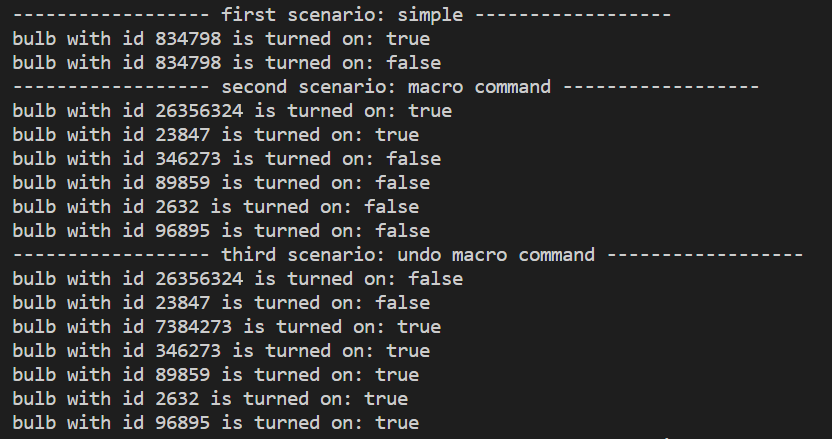 ------------------ first scenario: simple ------------------
bulb with id 834798 is turned on: true
bulb with id 834798 is turned on: false
------------------ second scenario: macro command ------------------
bulb with id 26356324 is turned on: true
bulb with id 23847 is turned on: true
bulb with id 346273 is turned on: false
bulb with id 89859 is turned on: false
bulb with id 2632 is turned on: false
bulb with id 96895 is turned on: false
------------------ third scenario: undo macro command ------------------
bulb with id 26356324 is turned on: false
bulb with id 23847 is turned on: false
bulb with id 7384273 is turned on: true
bulb with id 346273 is turned on: true
bulb with id 89859 is turned on: true
bulb with id 2632 is turned on: true
bulb with id 96895 is turned on: true